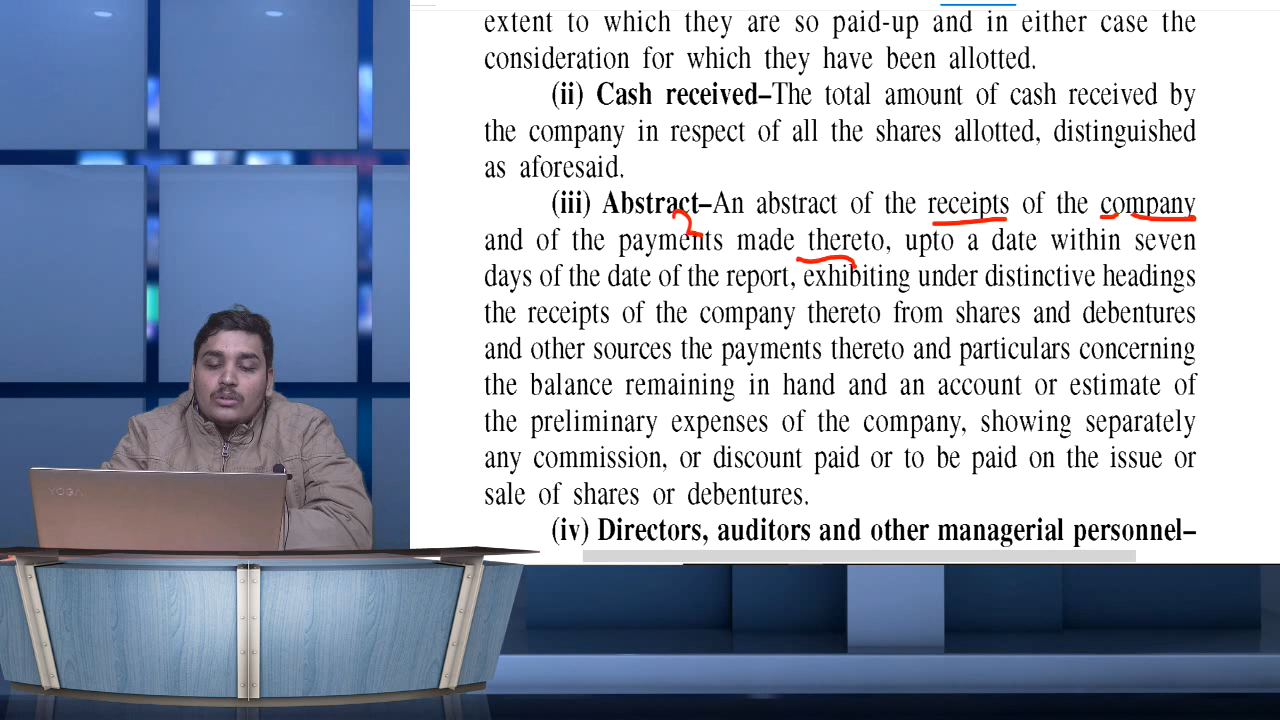 extent to which they are so paid-up and in either case the
consideration for which they have been allotted.
(ii) Cash received–The total amount of cash received by
the company in respect of all the shares allotted, distinguished
as aforesaid.
(iii) Abstract–An abstract of the receipts of the company
and of the payments made thereto, upto a date within seven
days of the date of the report, exhibiting under distinctive headings
the receipts of the company thereto from shares and debentures
and other sources the payments thereto and particulars concerning
the balance remaining in hand and an account or estimate of
the preliminary expenses of the company, showing separately
any commission, or discount paid or to be paid on the issue or
sale of shares or debentures.
(iv) Directors, auditors and other managerial personnel–
YOGA